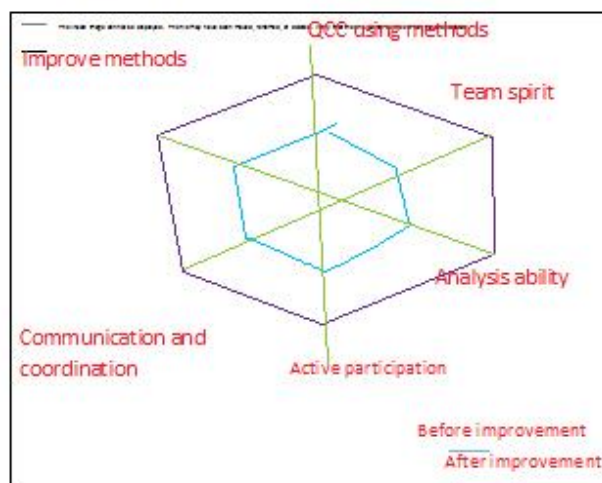 QCC using methods
Improve methods
Team spirit
Analysis ability
Communication and
coordination
Active participation
Before improvement
After improvement